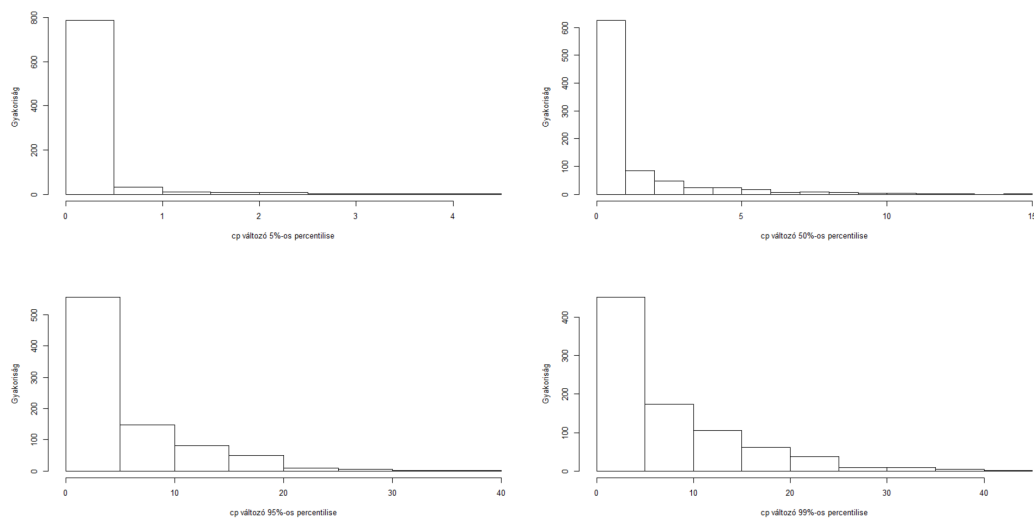 800
600
400
200
0
Gyakoriság
0 1 2 3 4
cp változó 5%-os percentilise
600
500
400
300
200
100
0
Gyakoriság
0 5 10 15
cp változó 50%-os percentilise
500
400
300
200
100
0
Gyakoriság
0 10 20 30 40
cp változó 95%-os percentilise
400
300
200
100
0
Gyakoriság
0 10 20 30 40
cp változó 99%-os percentilise